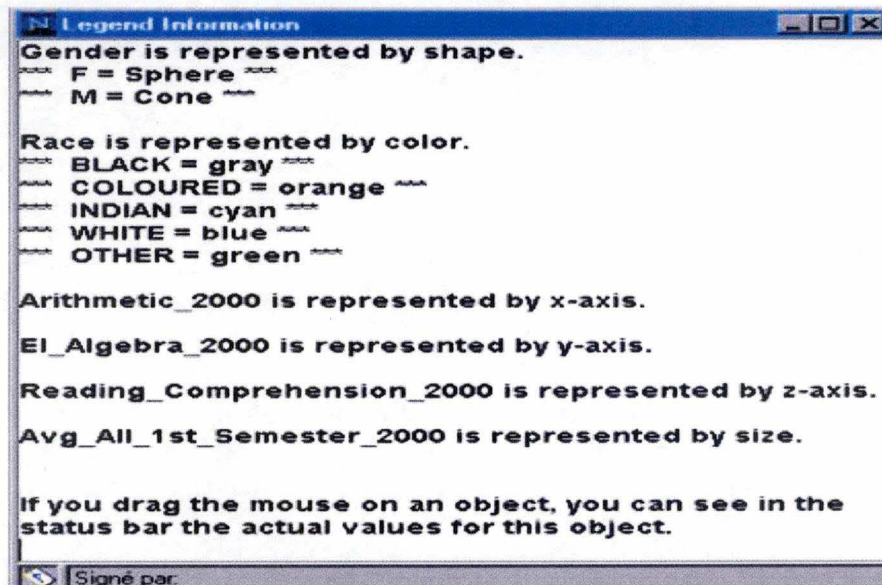 Legend Information
Gender is represented by shape.
*** F = Sphere ***
*** M = Cone ***
Race is represented by color.
*** BLACK = gray ***
*** COLOURED = orange ***
*** INDIAN = cyan ***
*** WHITE = blue ***
*** OTHER = green ***
Arithmetic_2000 is represented by x-axis.
El_Algebra_2000 is represented by y-axis.
Reading_Comprehension_2000 is represented by z-axis.
Avg_All_1st_Semester_2000 is represented by size.
If you drag the mouse on an object, you can see in the
status bar the actual values for this object.
Signé par: